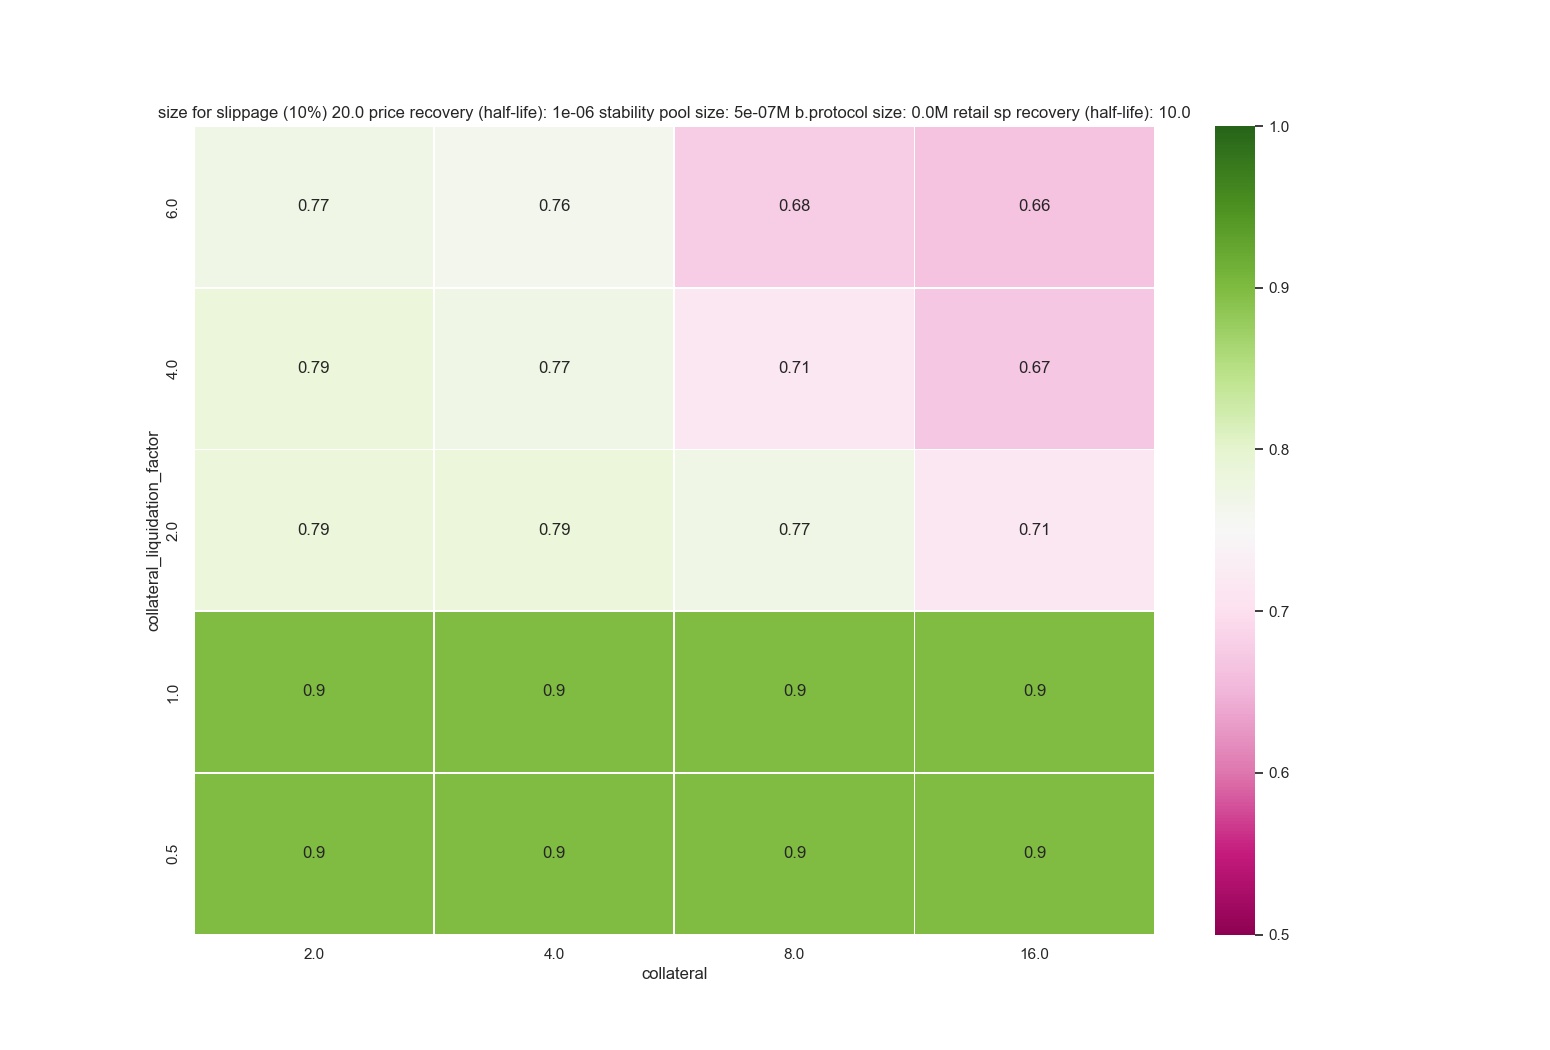 size for slippage (10%) 20.0 price recovery (half-life): 1e-06 stability pool size: 5e-07M b.protocol size: 0.0M retail sp recovery (half-life): 10.0
collateral_liquidation_factor
6.0 0.77 0.76 0.68 0.66
4.0 0.79 0.77 0.71 0.67
2.0 0.79 0.79 0.77 0.71
1.0 0.9 0.9 0.9 0.9
0.5 0.9 0.9 0.9 0.9
2.0 4.0 8.0 16.0
collateral
1.0
0.9
0.8
0.7
0.6
0.5